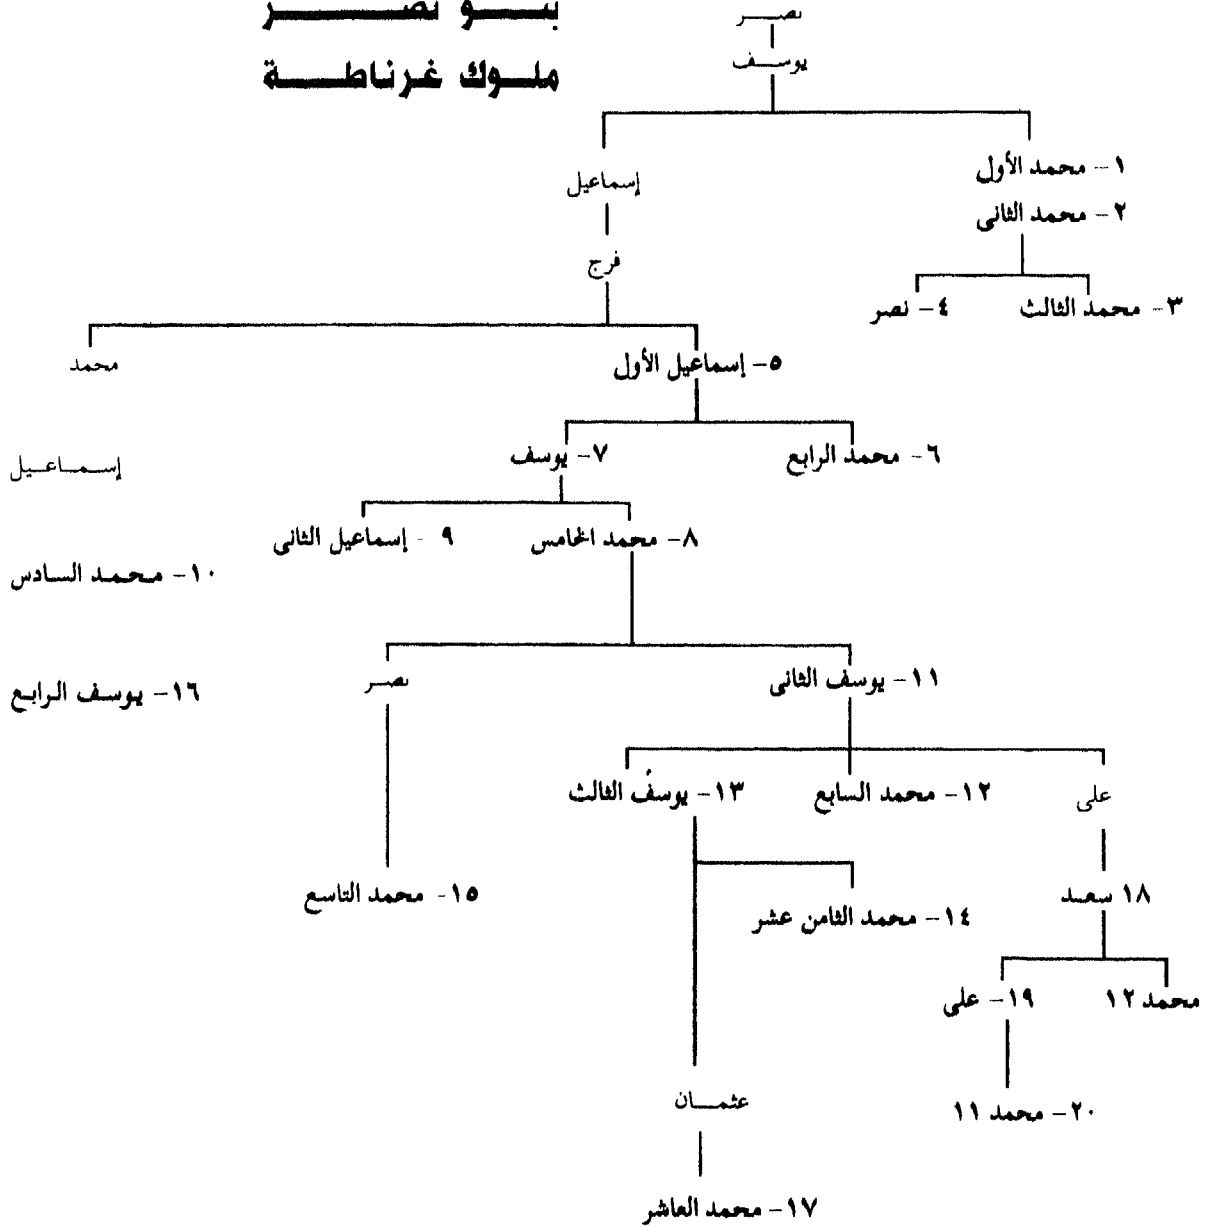 بنو نصر
ملوك غرناطة
نصر
يوسف
إسماعيل
١- محمد الأول
٢- محمد الثانى
فرج
٣- محمد الثالث
٤- نصر
٥- إسماعيل الأول
محمد
٦- محمد الرابع
٧- يوسف
إسماعيل
٨- محمد الخامس
٩ - إسماعيل الثانى
١٠- محمد السادس
١١- يوسف الثانى
نصر
١٦- يوسف الرابع
على
١٢- محمد السابع
١٣- يوسف الثالث
١٨ سعد
١٥- محمد التاسع
١٤- محمد الثامن عشر
محمد ١٢
١٩- على
عثمان
٢٠- محمد ١١
١٧- محمد العاشر